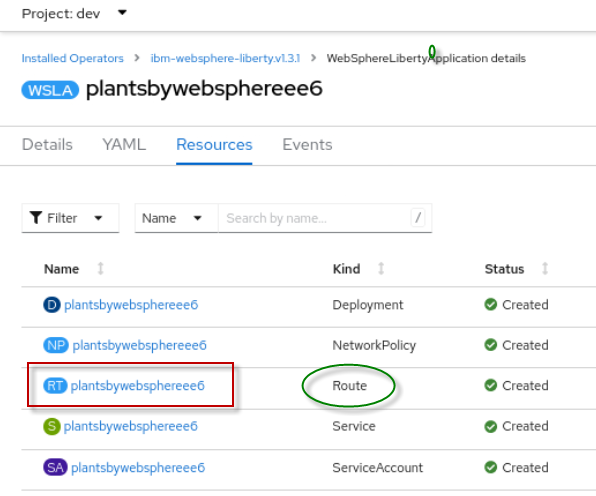 Project: dev
Installed Operators > ibm-websphere-liberty.v1.3.1 > WebSphereLibertyApplication details
WSLA plantsbywebsphereee6
Details YAML Resources Events
Filter Name Search by name... /
Name Kind Status
D plantsbywebsphereee6 Deployment Created
NP plantsbywebsphereee6 NetworkPolicy Created
RT plantsbywebsphereee6 Route Created
S plantsbywebsphereee6 Service Created
SA plantsbywebsphereee6 ServiceAccount Created